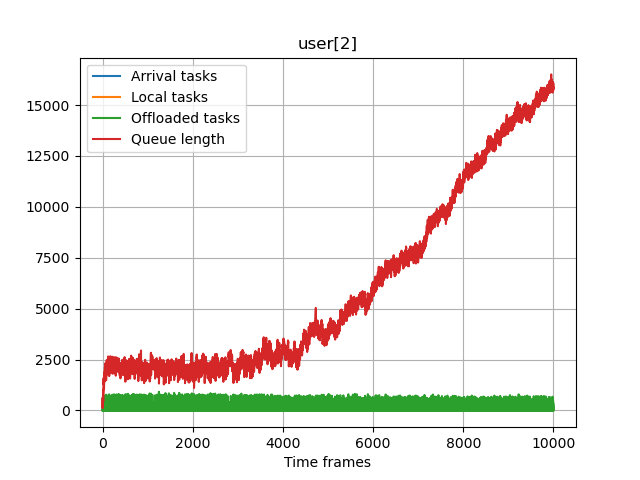 user[2]
Arrival tasks
Local tasks
Offloaded tasks
Queue length
15000
12500
10000
7500
5000
2500
0
0 2000 4000 6000 8000 10000
Time frames